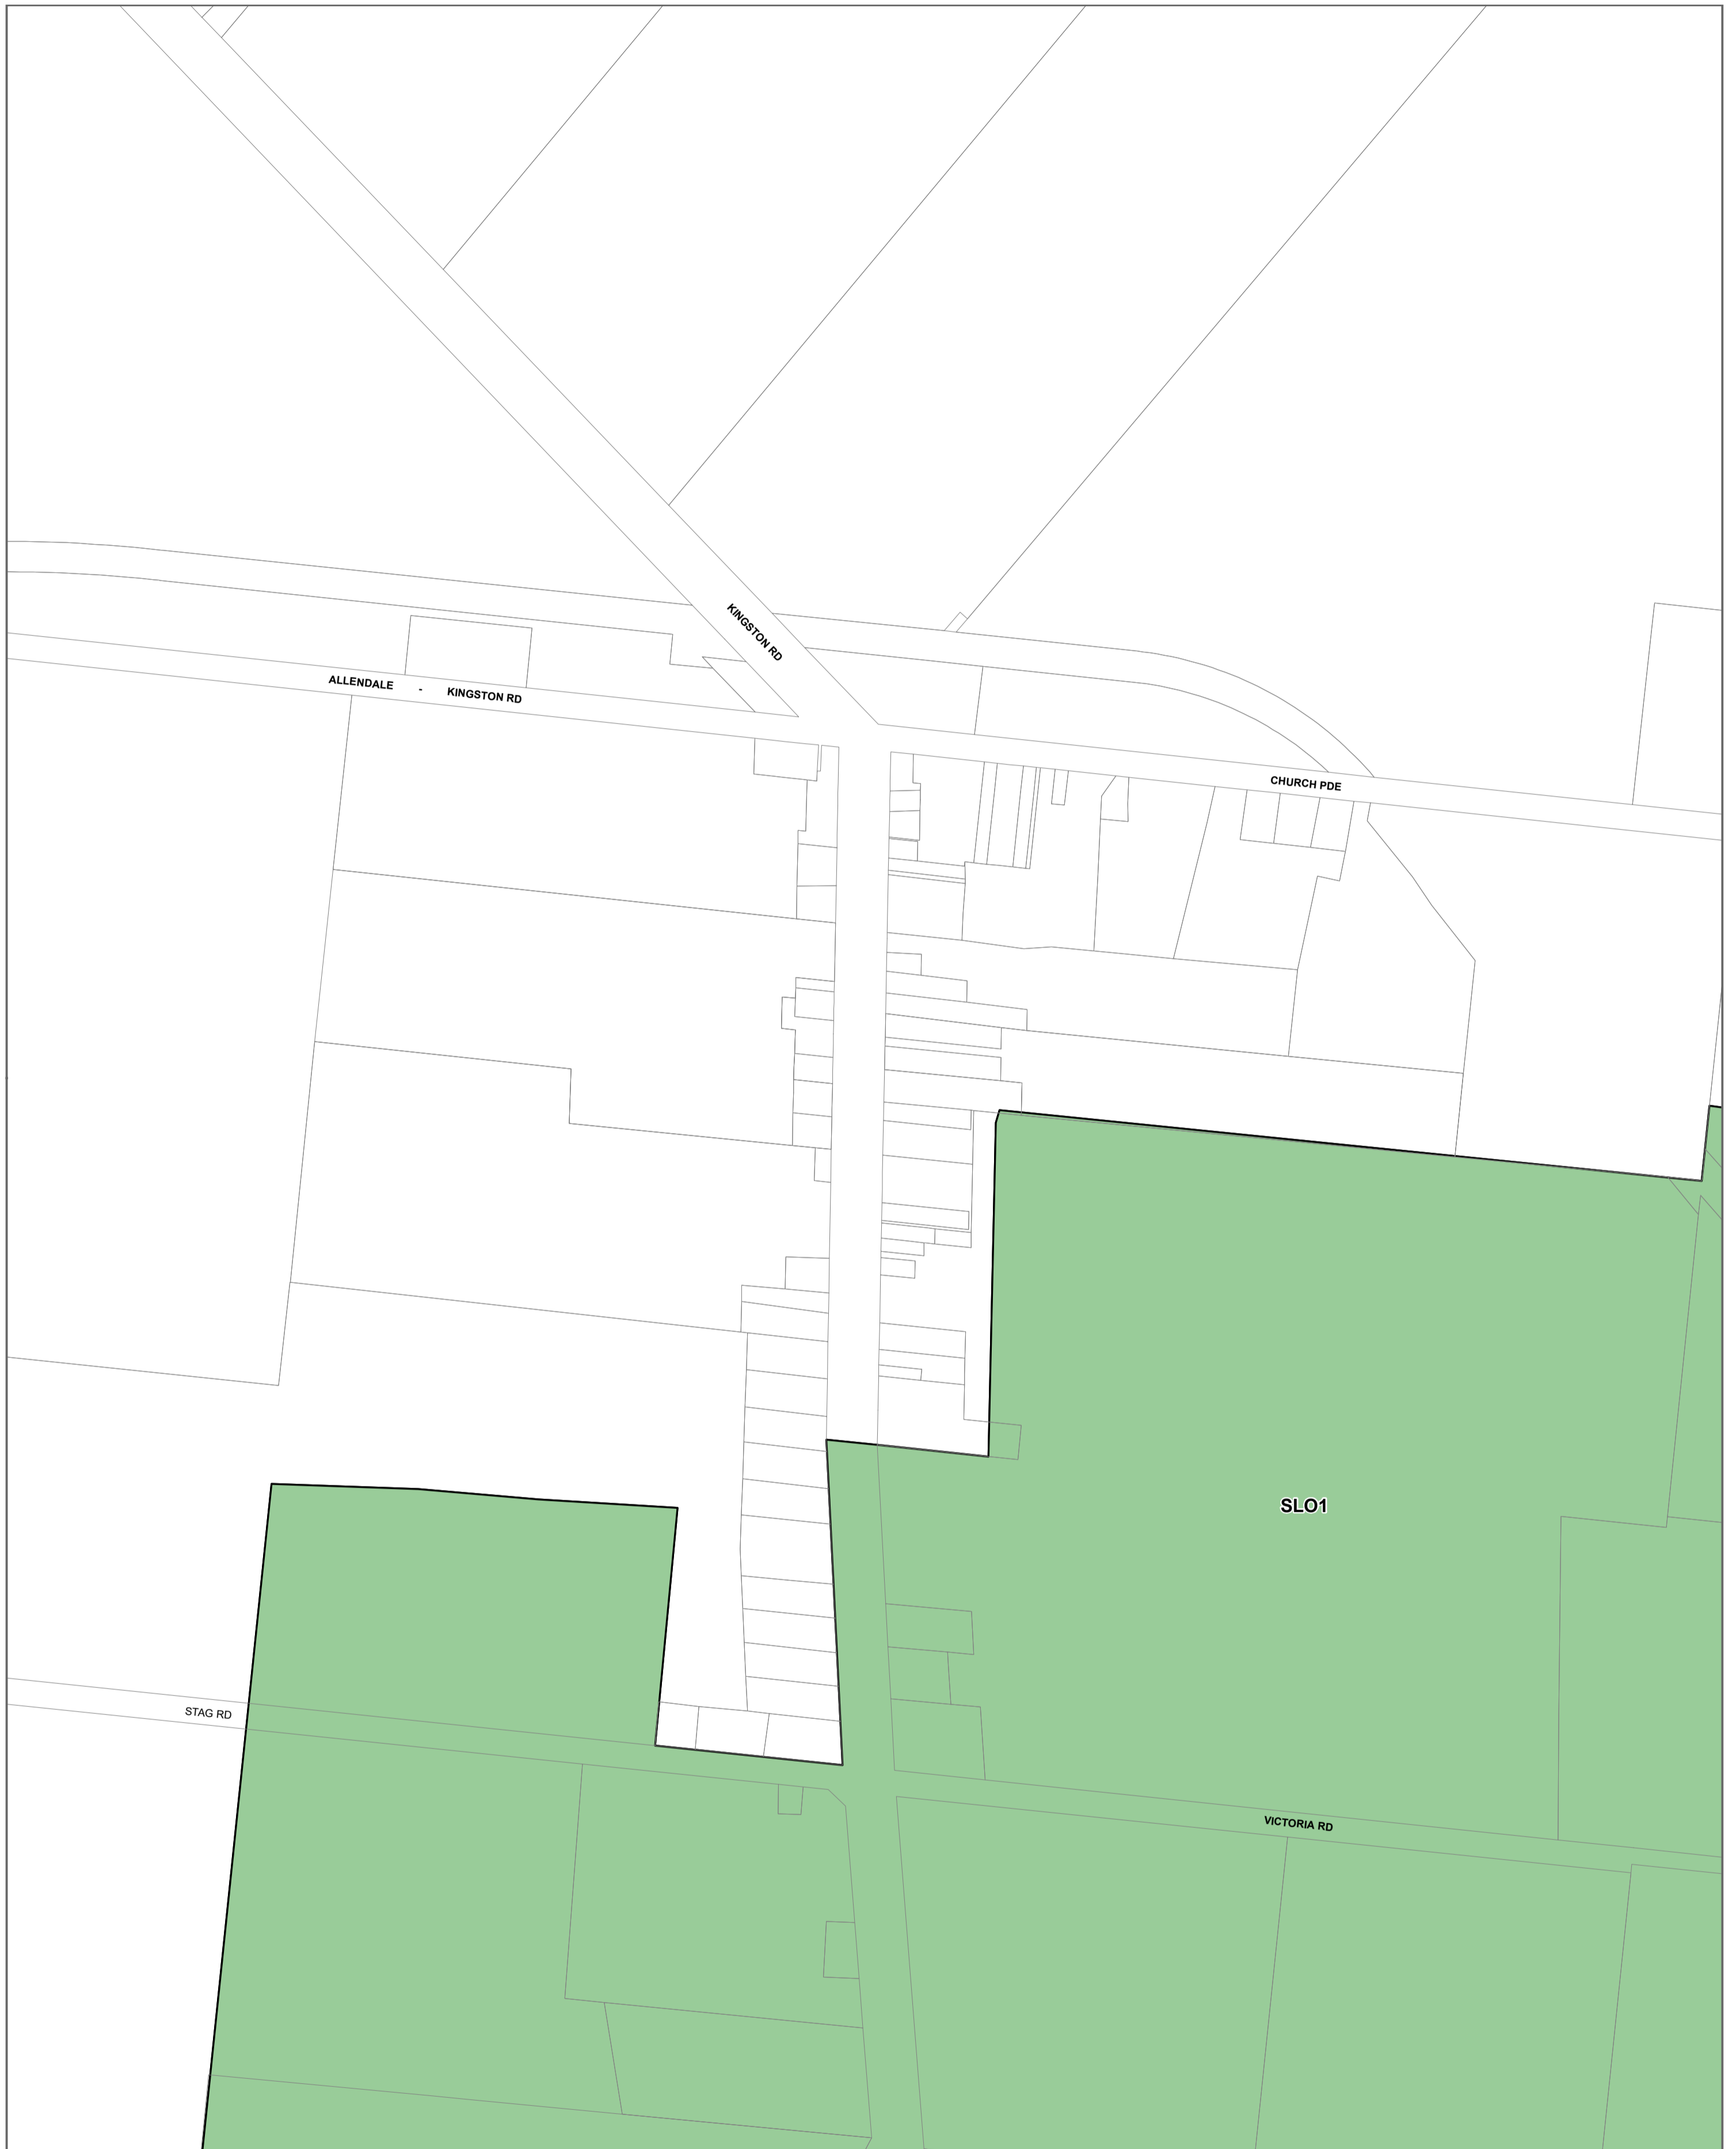 KINGSTON RD
ALLENDALE - KINGSTON RD
CHURCH PDE
SLO1
STAG RD
VICTORIA RD